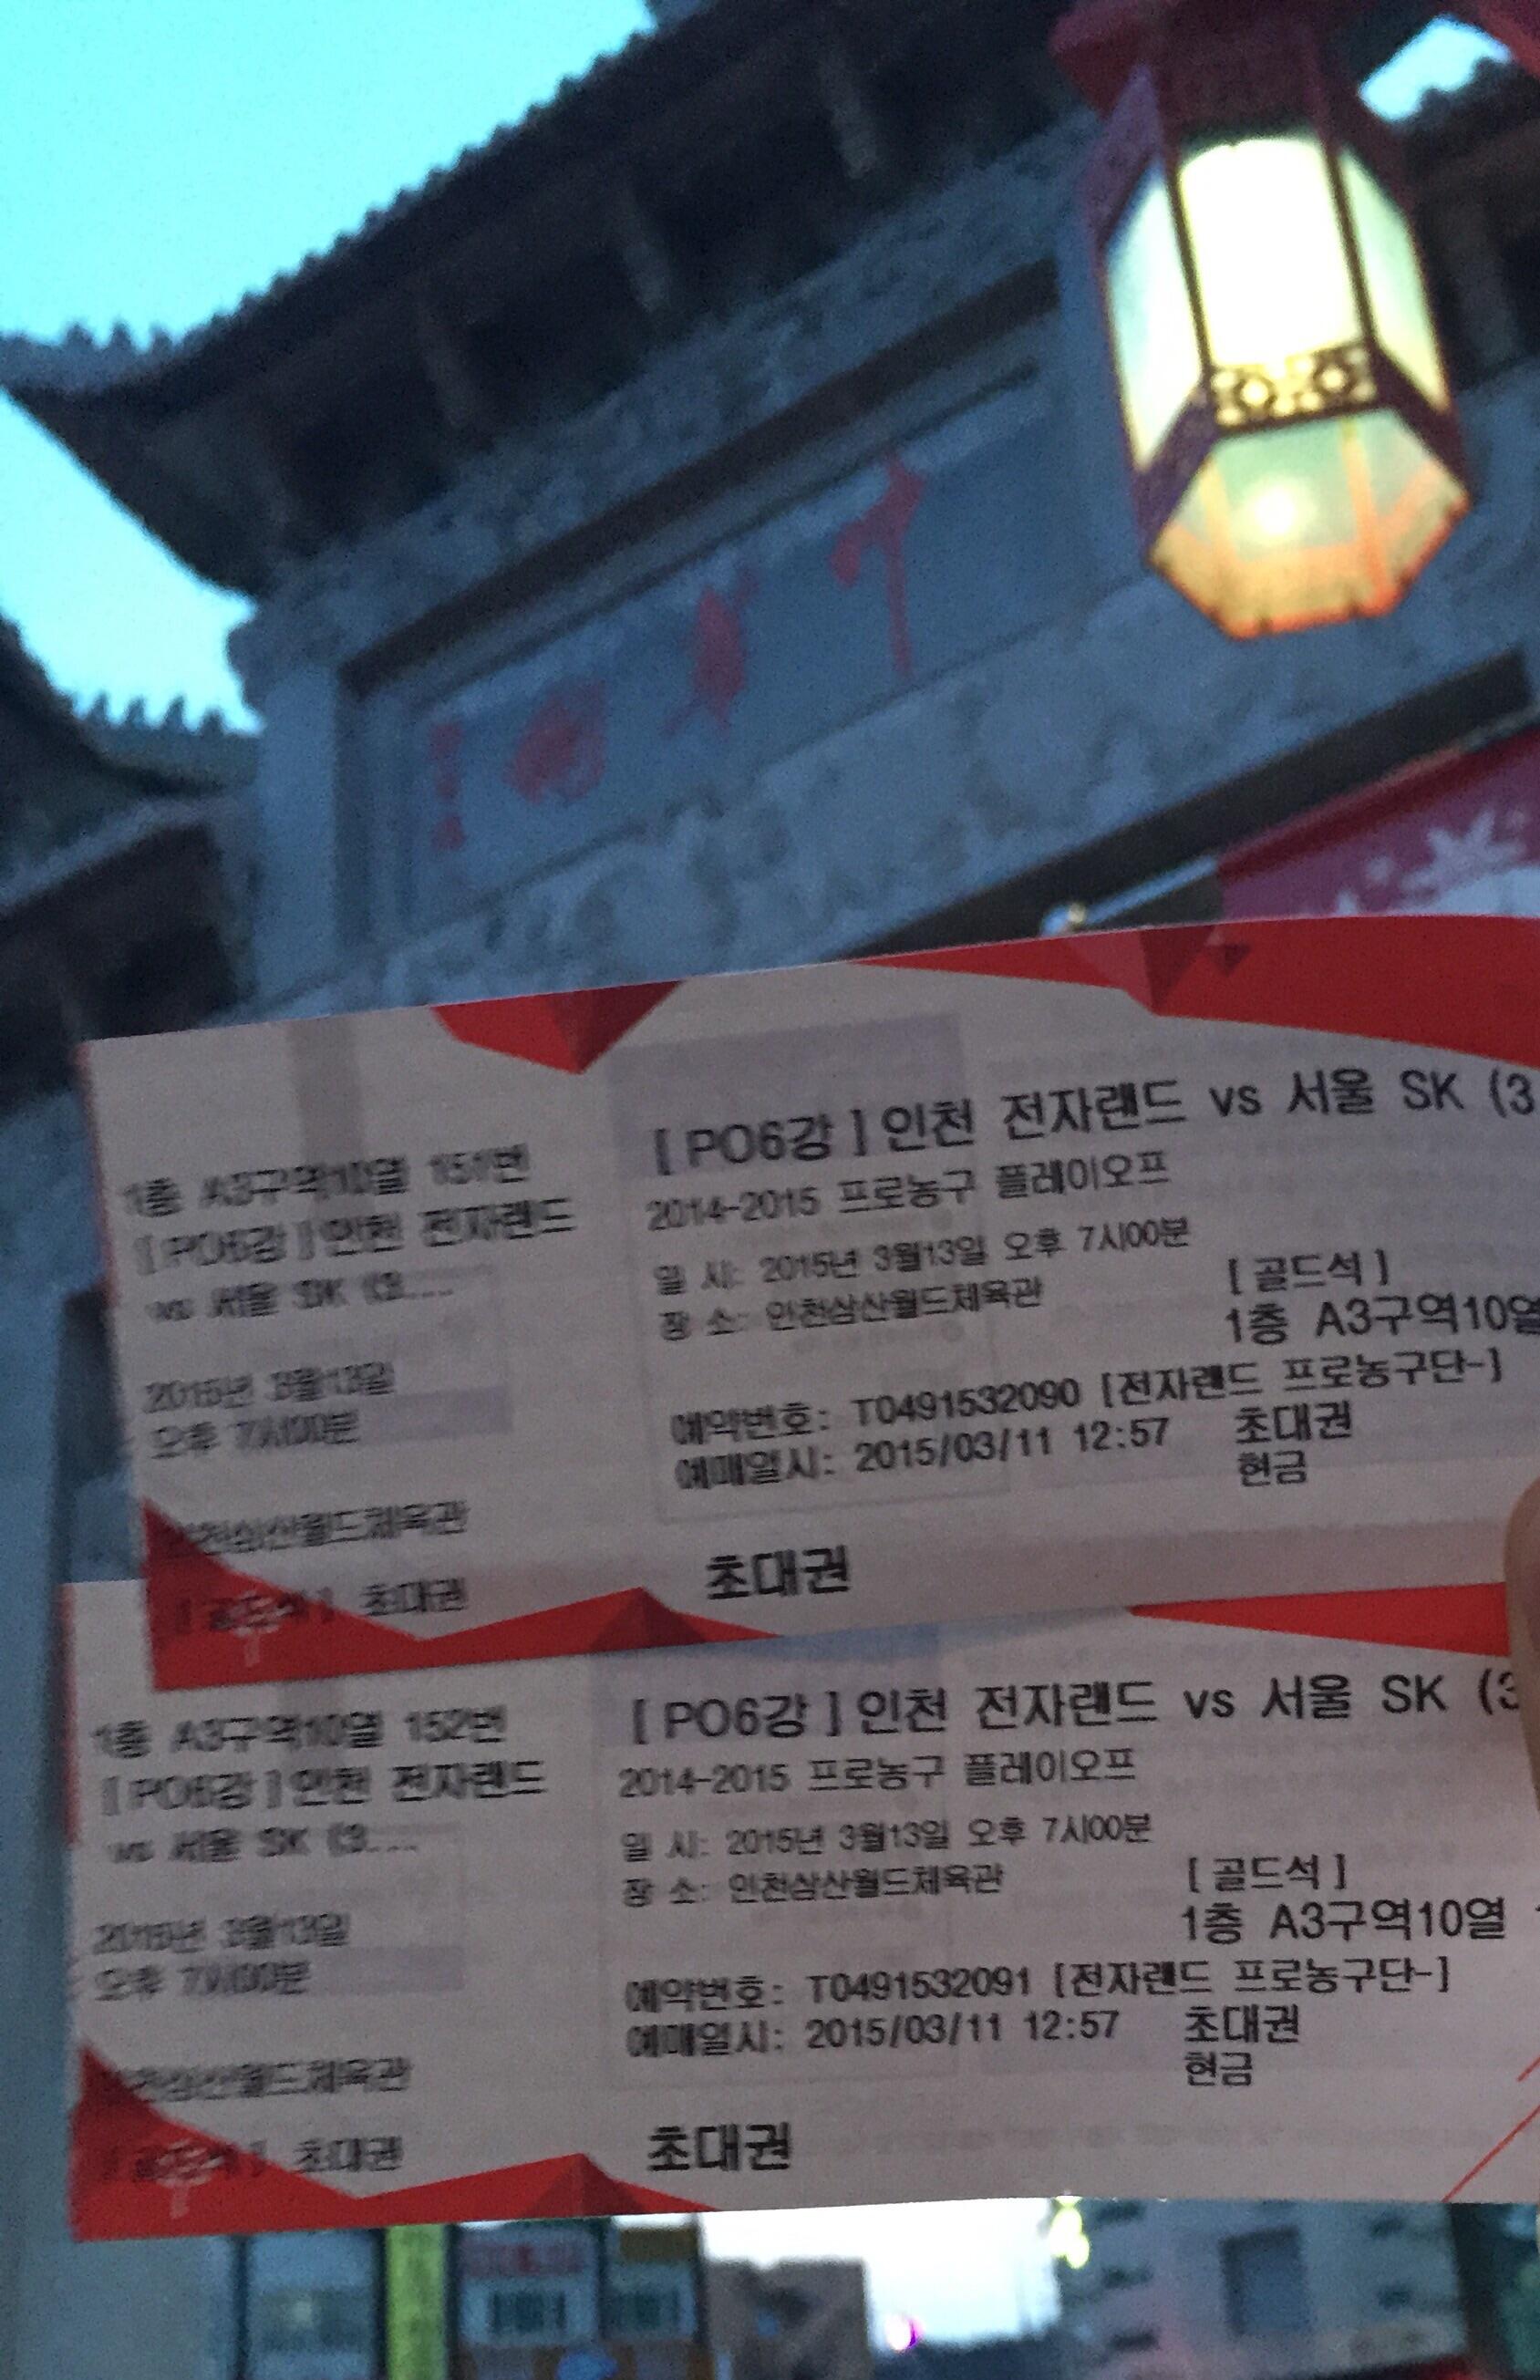 中華街
1층 A3구역10열 151번
[ PO6강 ] 인천 전자랜드
vs 서울 SK (3....
2015년 3월13일
오후 7시00분
인천삼산월드체육관
[ 골드석 ] 초대권
[ PO6강 ] 인천 전자랜드 vs 서울 SK (3
2014-2015 프로농구 플레이오프
일 시: 2015년 3월13일 오후 7시00분
장 소: 인천삼산월드체육관
[ 골드석 ]
1층 A3구역10열
예약번호: T0491532090 [전자랜드 프로농구단-]
예매일시: 2015/03/11 12:57 초대권
현금
초대권
1층 A3구역10열 152번
[ PO6강 ] 인천 전자랜드
vs 서울 SK (3....
2015년 3월13일
오후 7시00분
인천삼산월드체육관
[ 골드석 ] 초대권
[ PO6강 ] 인천 전자랜드 vs 서울 SK (3
2014-2015 프로농구 플레이오프
일 시: 2015년 3월13일 오후 7시00분
장 소: 인천삼산월드체육관
[ 골드석 ]
1층 A3구역10열
예약번호: T0491532091 [전자랜드 프로농구단-]
예매일시: 2015/03/11 12:57 초대권
현금
초대권